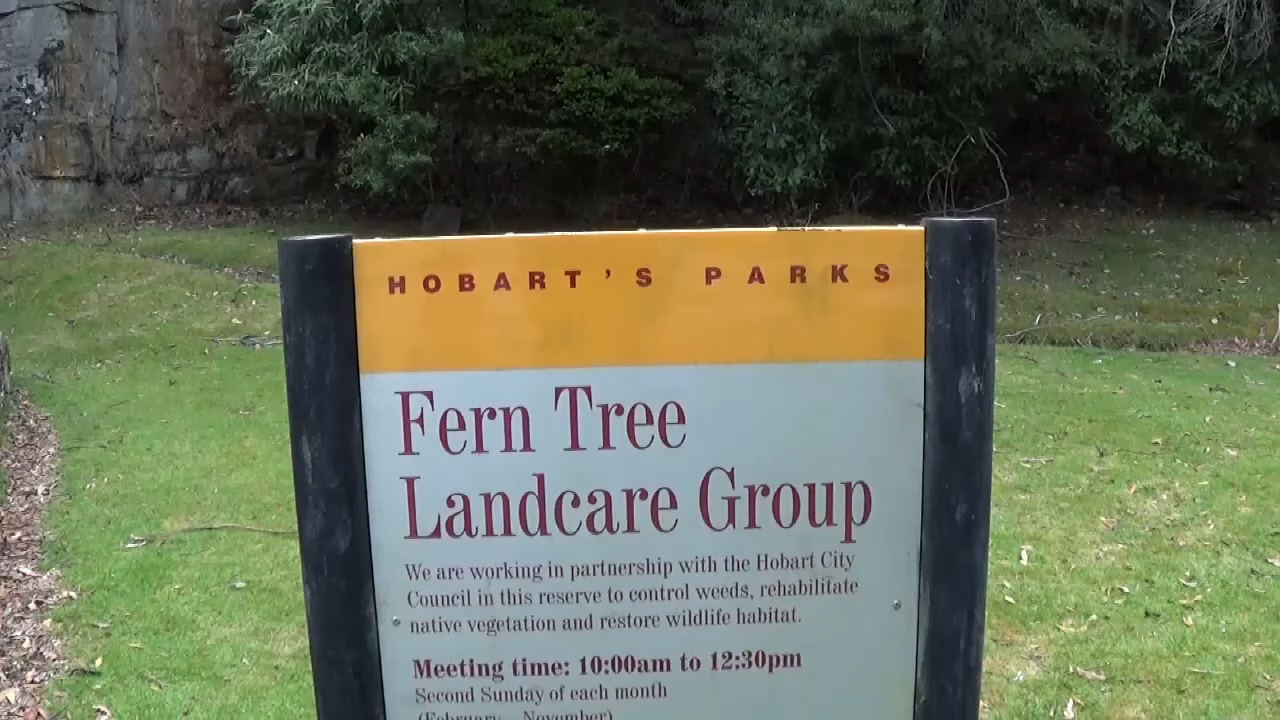 HOBART'S PARKS
Fern Tree
Landcare Group
We are working in partnership with the Hobart City
Council in this reserve to control weeds, rehabilitate
native vegetation and restore wildlife habitat.
Meeting time: 10:00am to 12:30pm
Second Sunday of each month
(February – November)